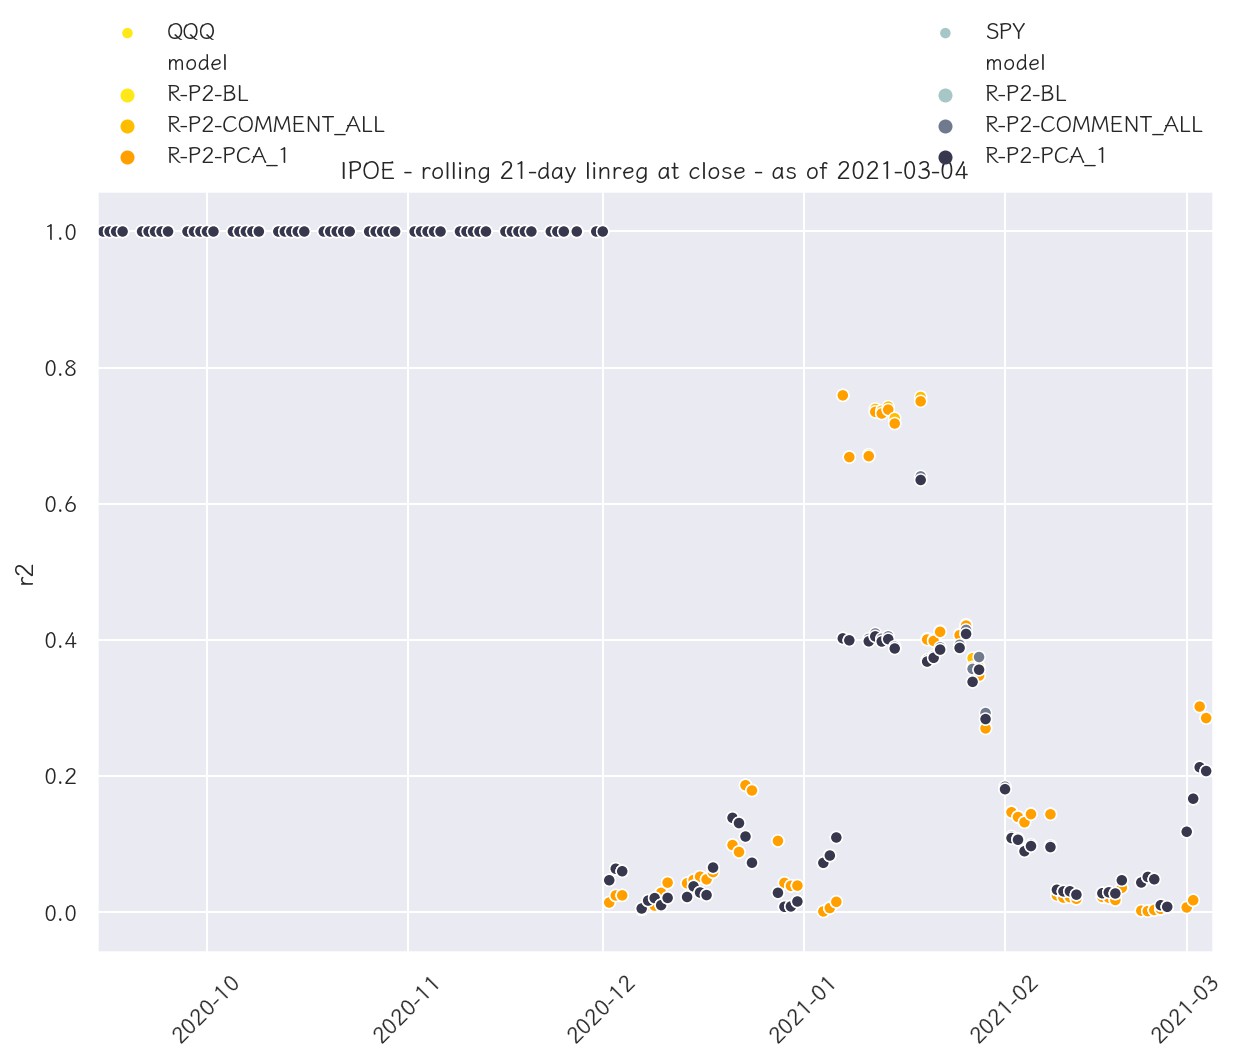 QQQ
model
R-P2-BL
R-P2-COMMENT_ALL
R-P2-PCA_1
SPY
model
R-P2-BL
R-P2-COMMENT_ALL
R-P2-PCA_1
IPOE - rolling 21-day linreg at close - as of 2021-03-04
1.0
0.8
0.6
0.4
0.2
0.0
r2
2020-10
2020-11
2020-12
2021-01
2021-02
2021-03